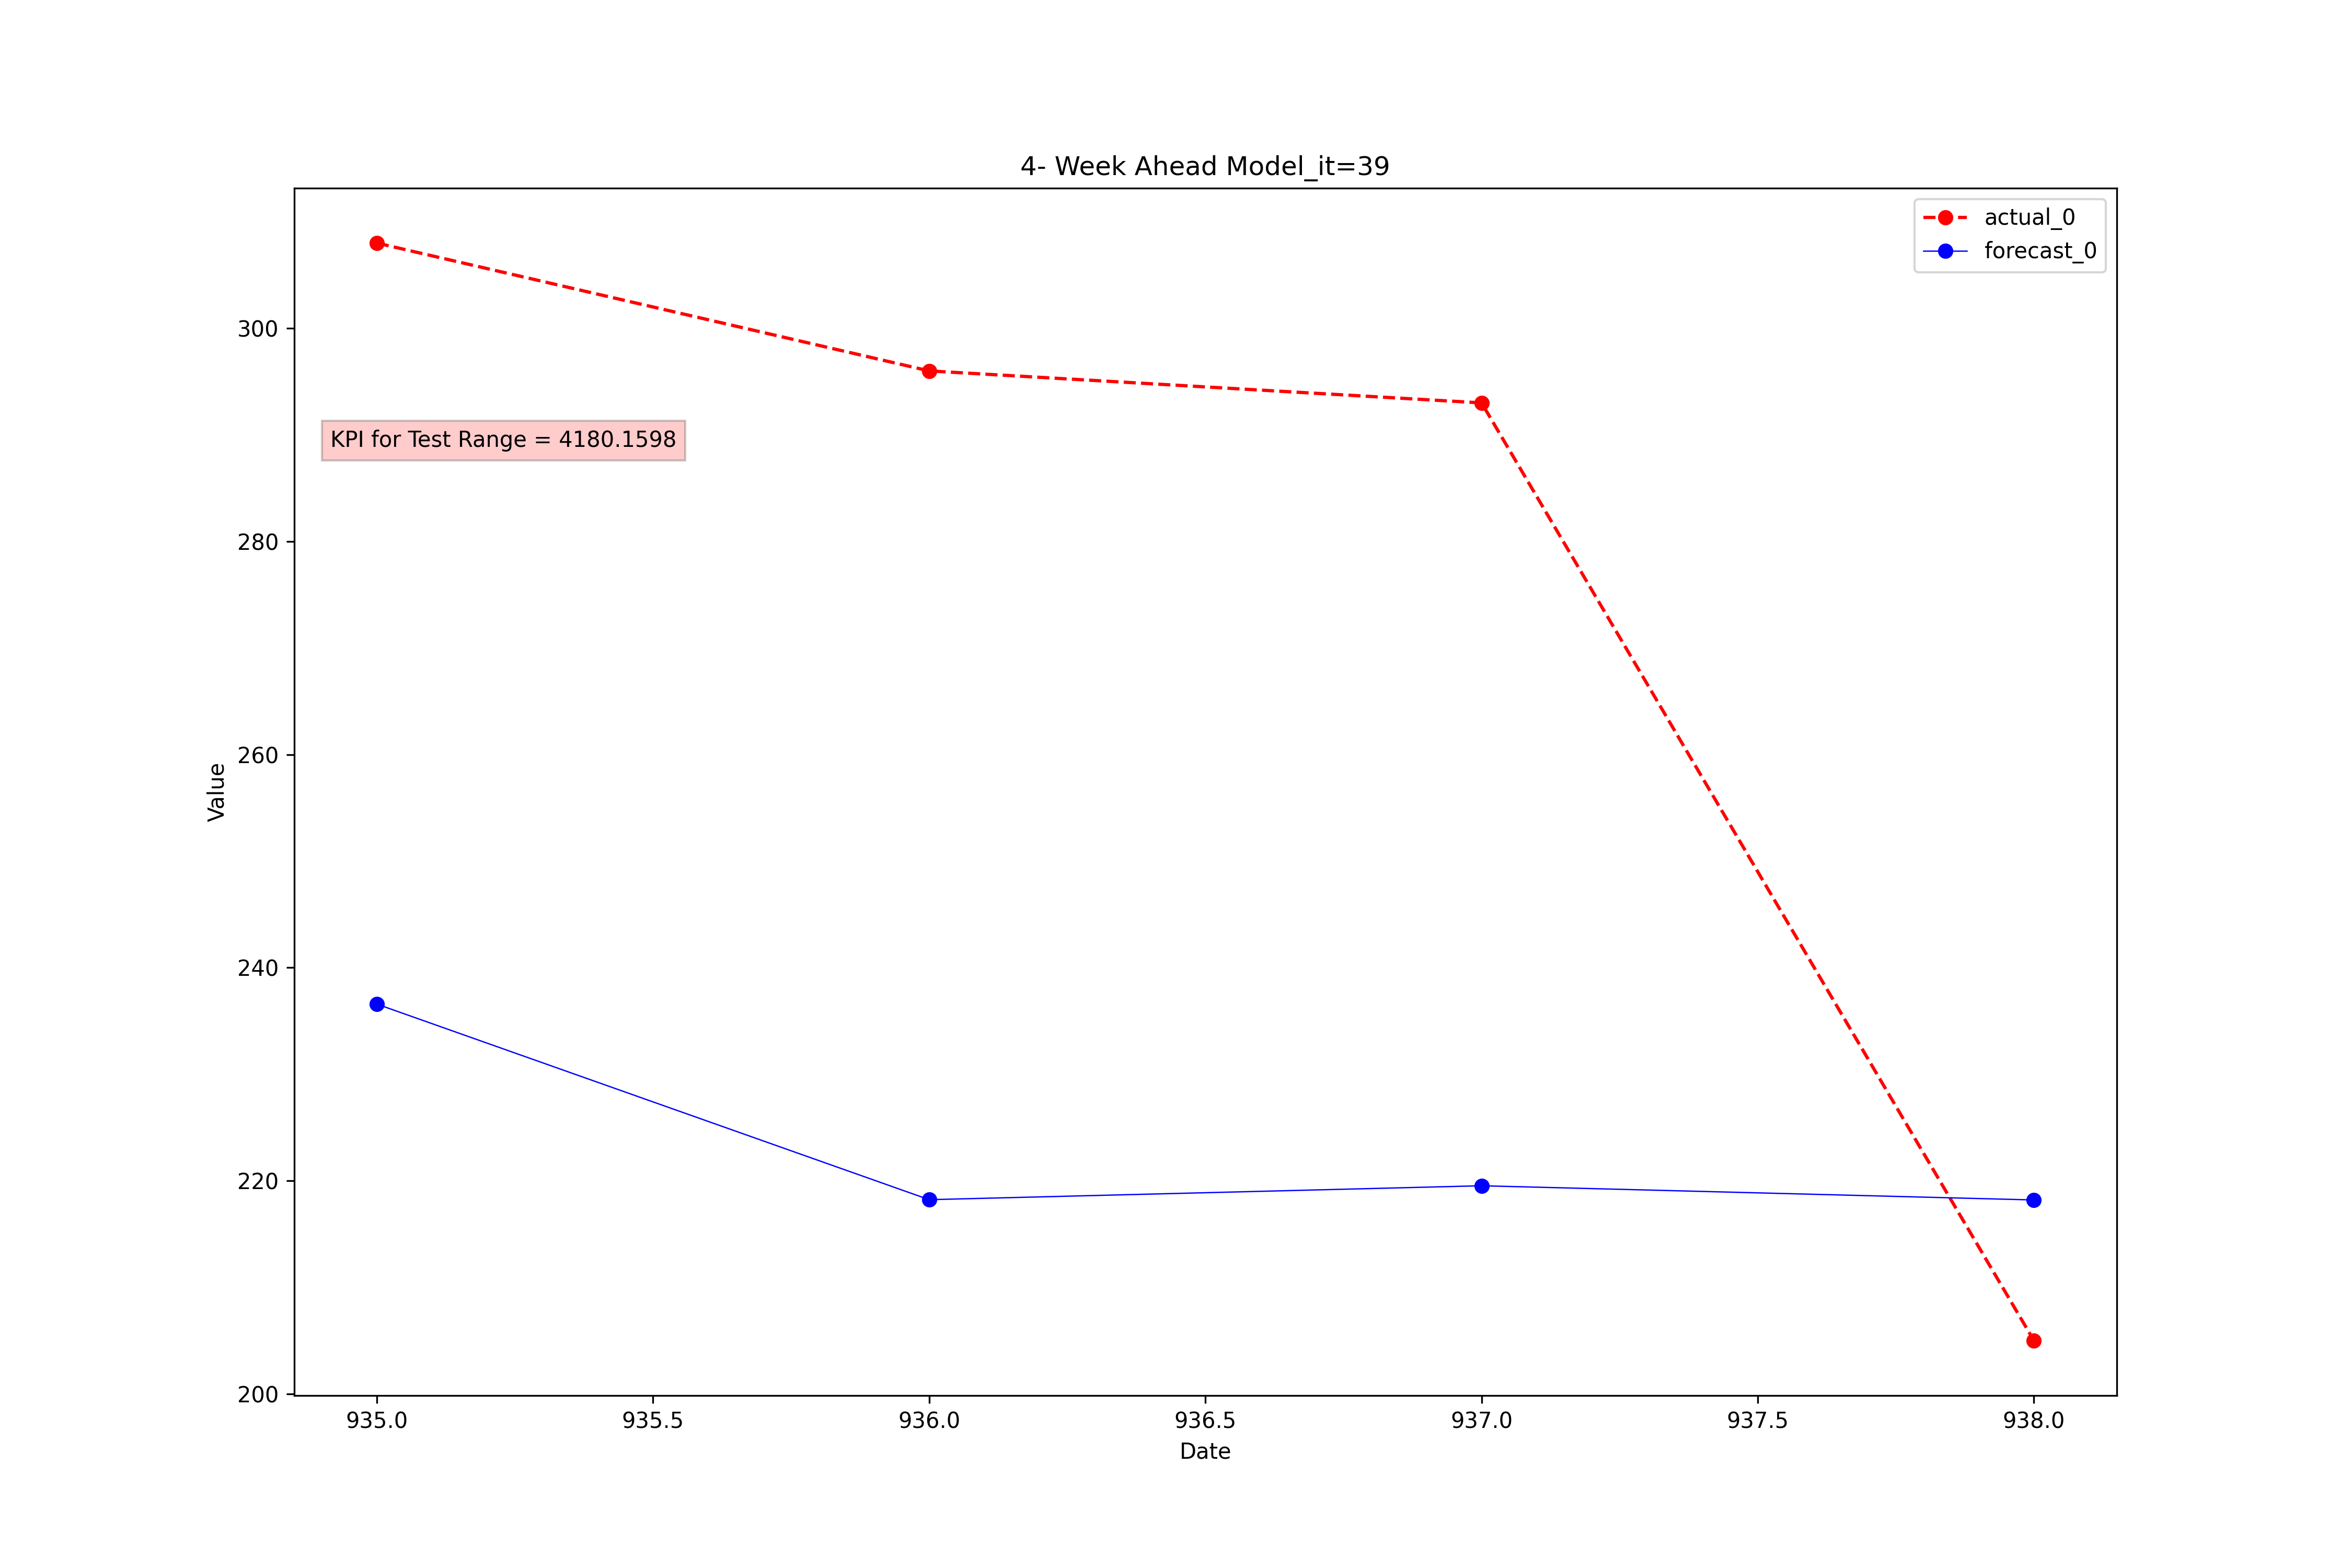 4- Week Ahead Model_it=39
actual_0
forecast_0
KPI for Test Range = 4180.1598
Value
300
280
260
240
220
200
935.0 935.5 936.0 936.5 937.0 937.5 938.0
Date